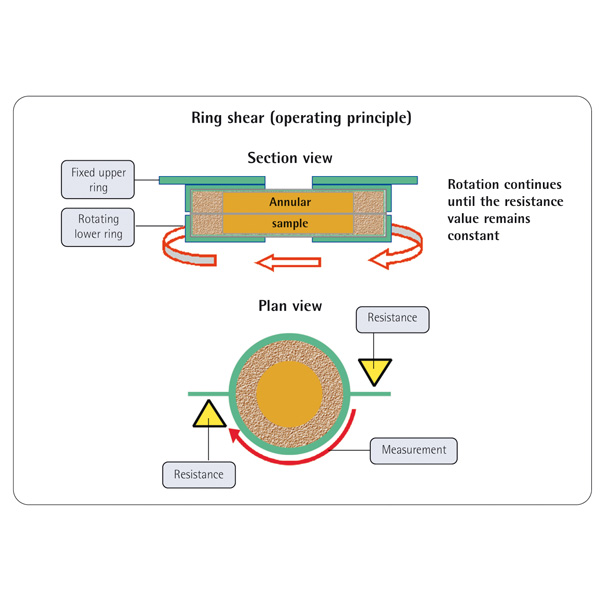 Ring shear (operating principle)
Section view
Fixed upper
ring
Rotating
lower ring
Annular
sample
Rotation continues
until the resistance
value remains
constant
Plan view
Resistance
Measurement
Resistance